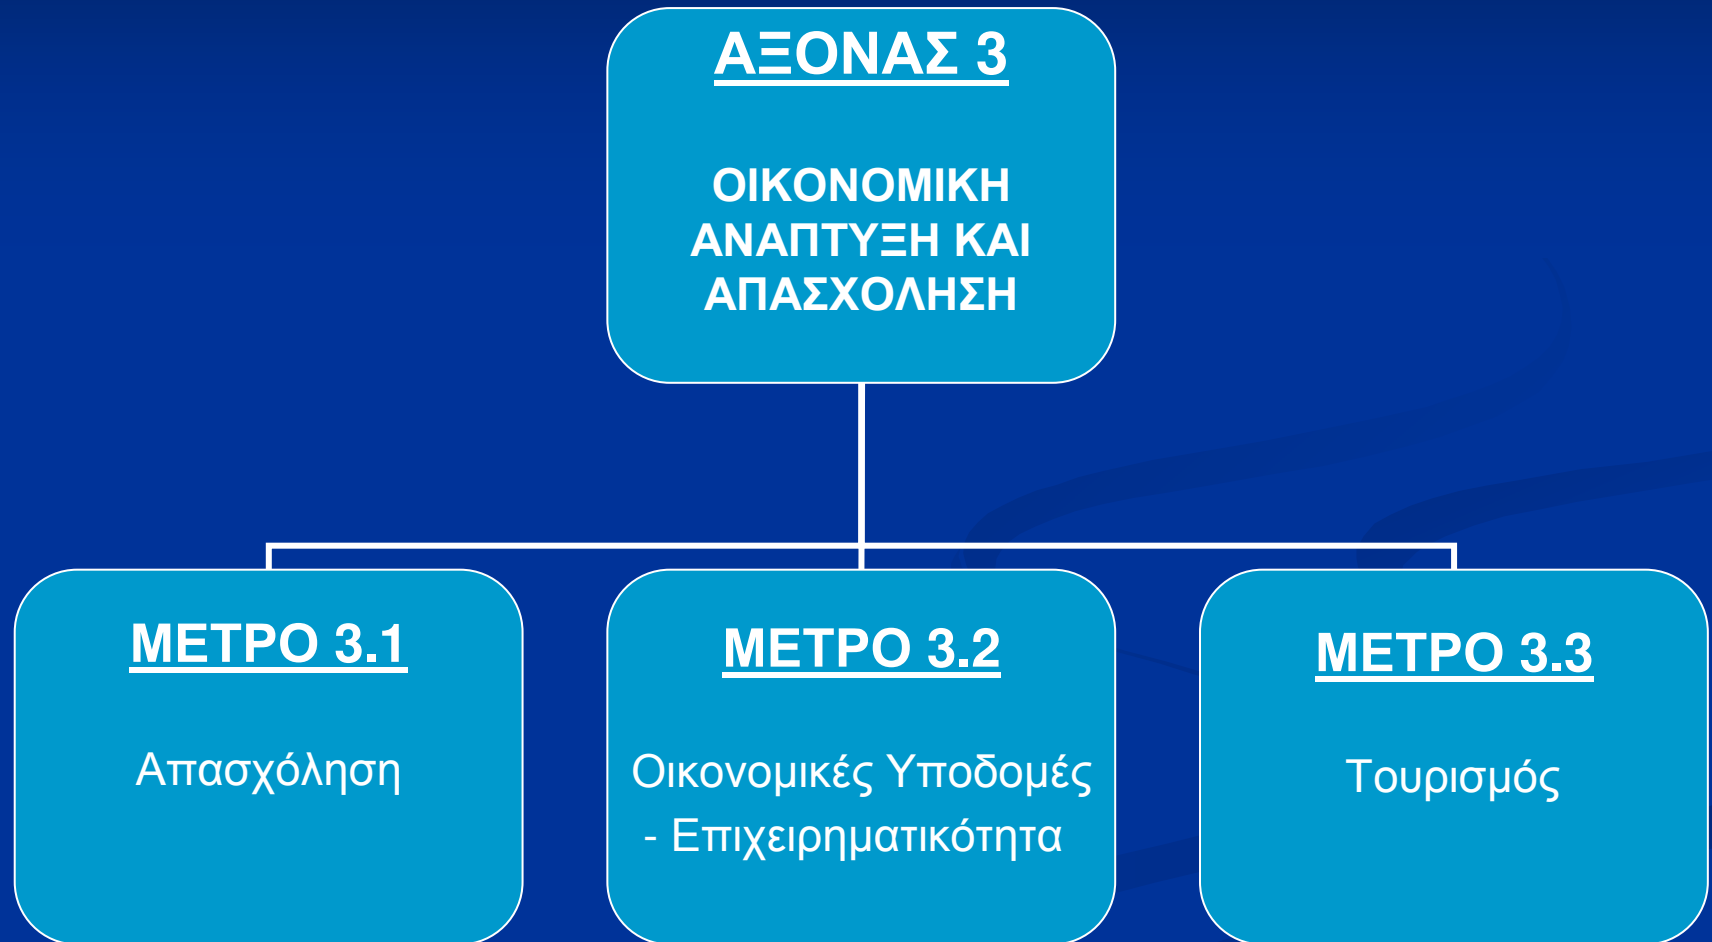 ΑΞΟΝΑΣ 3
ΟΙΚΟΝΟΜΙΚΗ
ΑΝΑΠΤΥΞΗ ΚΑΙ
ΑΠΑΣΧΟΛΗΣΗ
ΜΕΤΡΟ 3.1
Απασχόληση
ΜΕΤΡΟ 3.2
Οικονομικές Υποδομές
- Επιχειρηματικότητα
ΜΕΤΡΟ 3.3
Τουρισμός